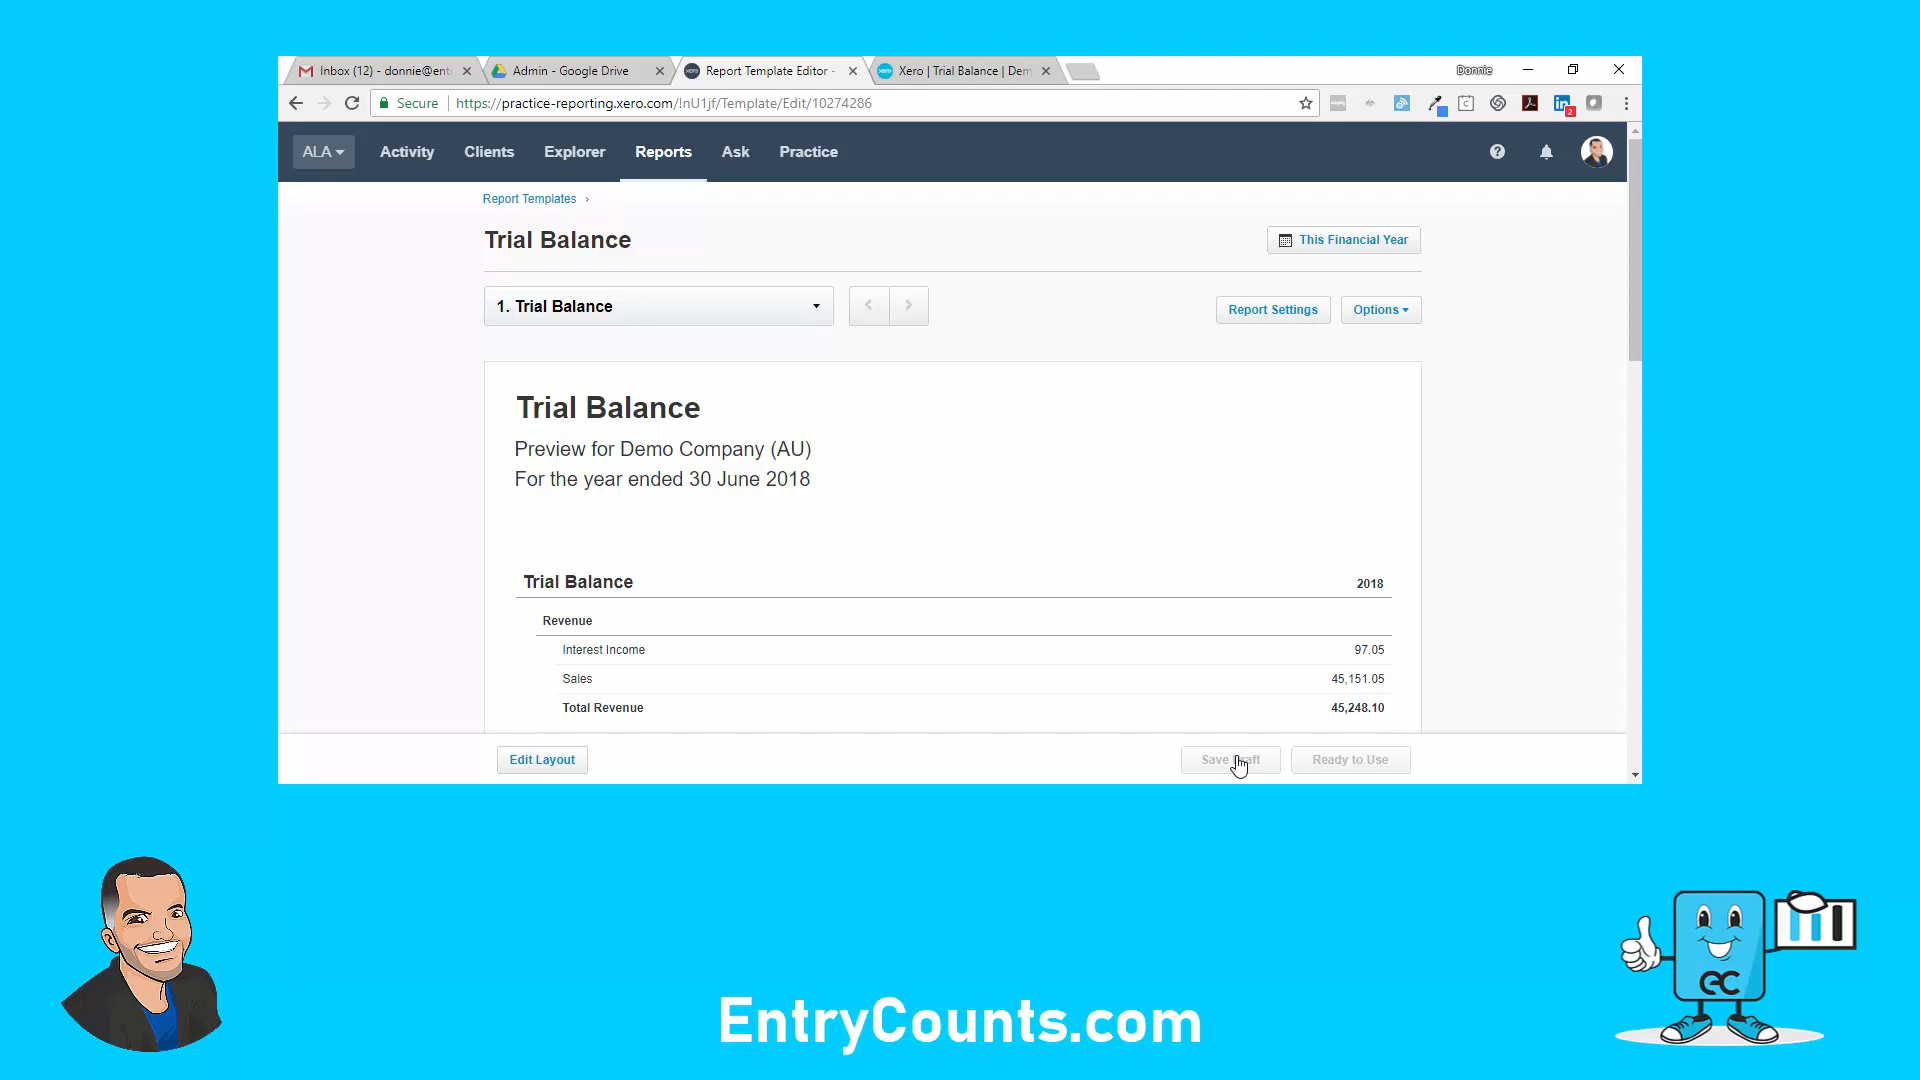 Inbox (12) - donnie@ent
Admin - Google Drive
Report Template Editor -
Xero | Trial Balance | Dem
Donnie
Secure
https://practice-reporting.xero.com/!nU1jf/Template/Edit/10274286
ALA
Activity
Clients
Explorer
Reports
Ask
Practice
Report Templates
Trial Balance
This Financial Year
1. Trial Balance
Report Settings
Options
Trial Balance
Preview for Demo Company (AU)
For the year ended 30 June 2018
Trial Balance 2018
Revenue
Interest Income 97.05
Sales 45,151.05
Total Revenue 45,248.10
Edit Layout
Ready to Use
ec
EntryCounts.com